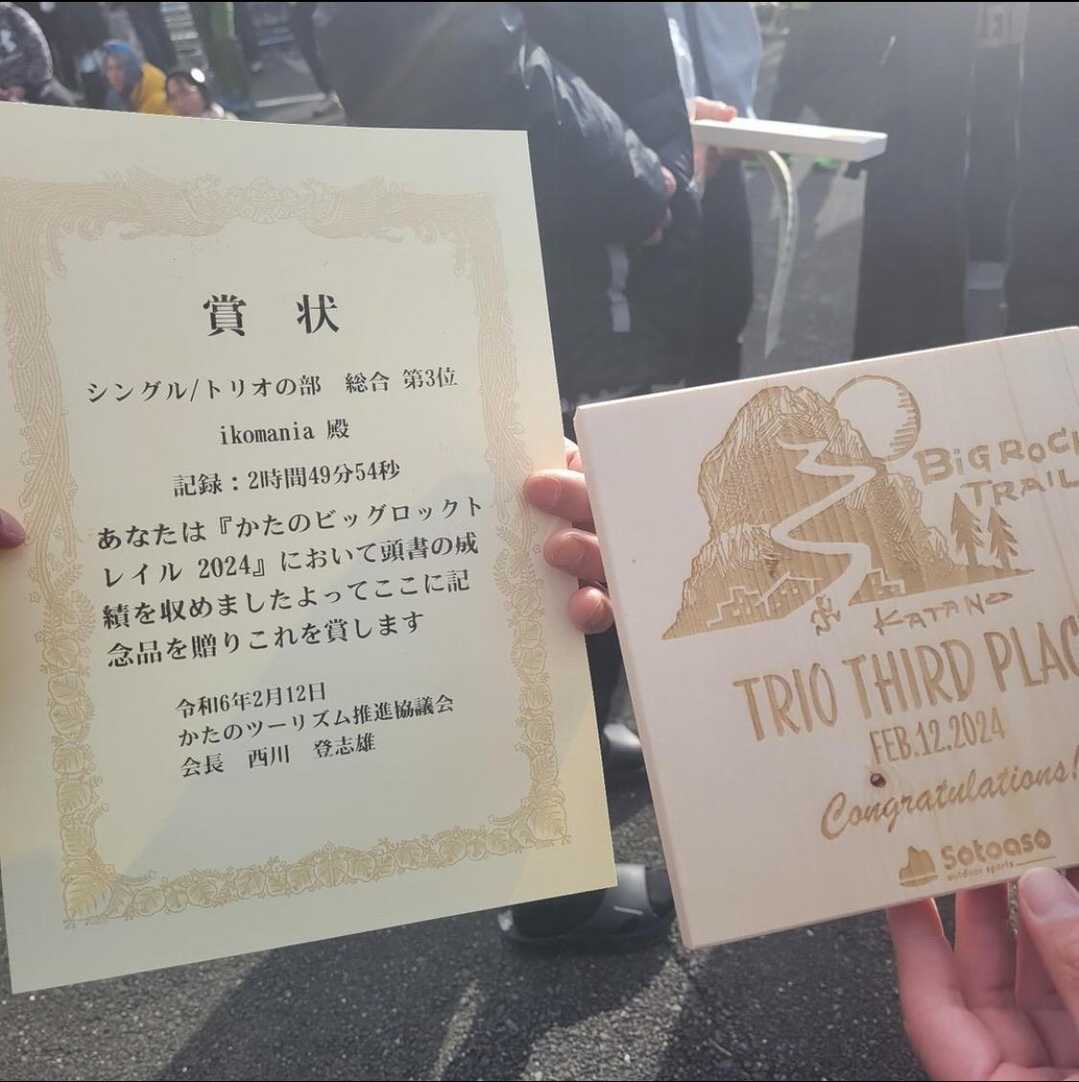 賞 状
シングル/トリオの部 総合 第3位
ikomania 殿
記録：2時間49分54秒
あなたは『かたのビッグロックト
レイル 2024』において頭書の成
績を収めましたよってここに記
念品を贈りこれを賞します
令和6年2月12日
かたのツーリズム推進協議会
会長 西川 登志雄
BIG ROCK
TRAIL
KATANO
TRIO THIRD PLAC
FEB.12.2024
Congratulations!
Sotoaso
outdoor sports